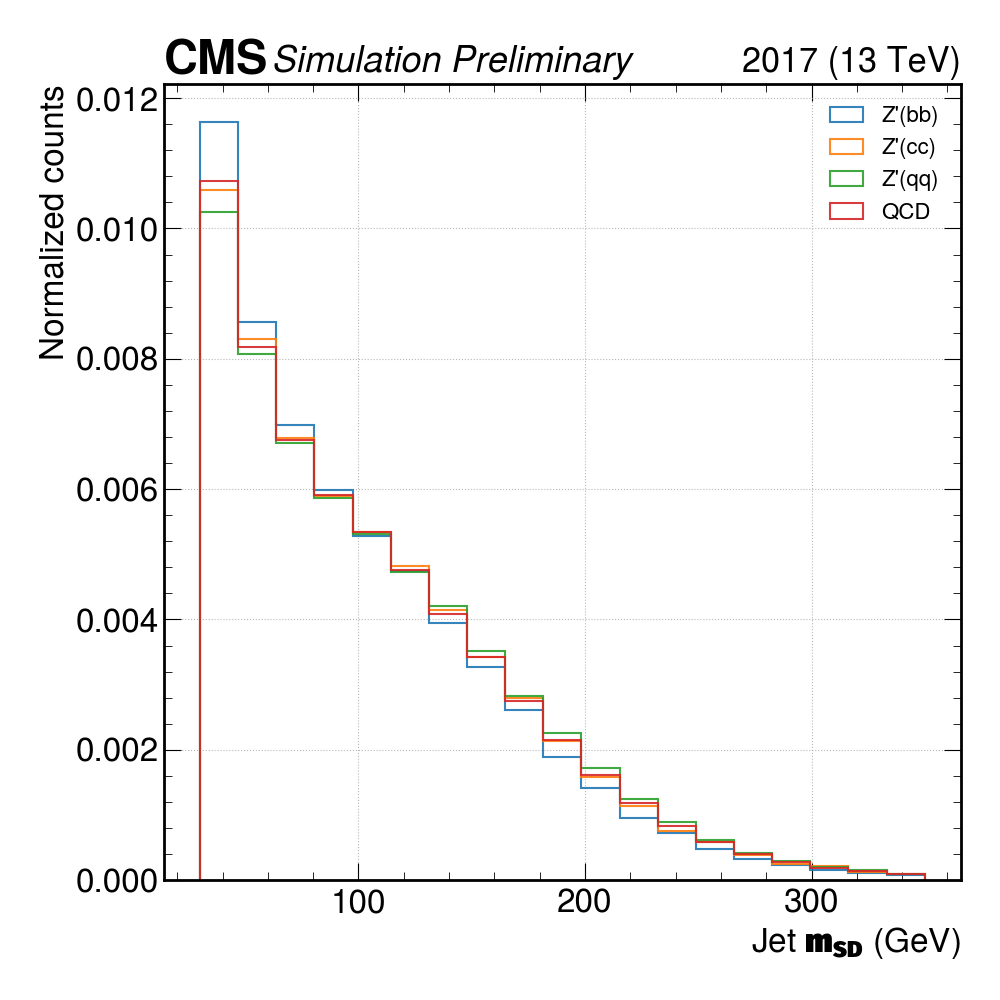 CMS Simulation Preliminary 2017 (13 TeV)
Normalized counts
0.012
0.010
0.008
0.006
0.004
0.002
0.000
Z'(bb)
Z'(cc)
Z'(qq)
QCD
100 200 300
Jet mSD (GeV)